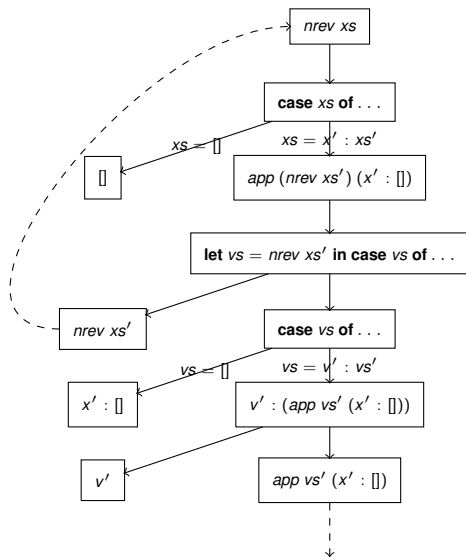 nrev xs
case xs of . . .
xs = []
xs = x′ : xs′
[]
app (nrev xs′) (x′ : [])
let vs = nrev xs′ in case vs of . . .
nrev xs′
case vs of . . .
vs = []
vs = v′ : vs′
x′ : []
v′ : (app vs′ (x′ : []))
v′
app vs′ (x′ : [])